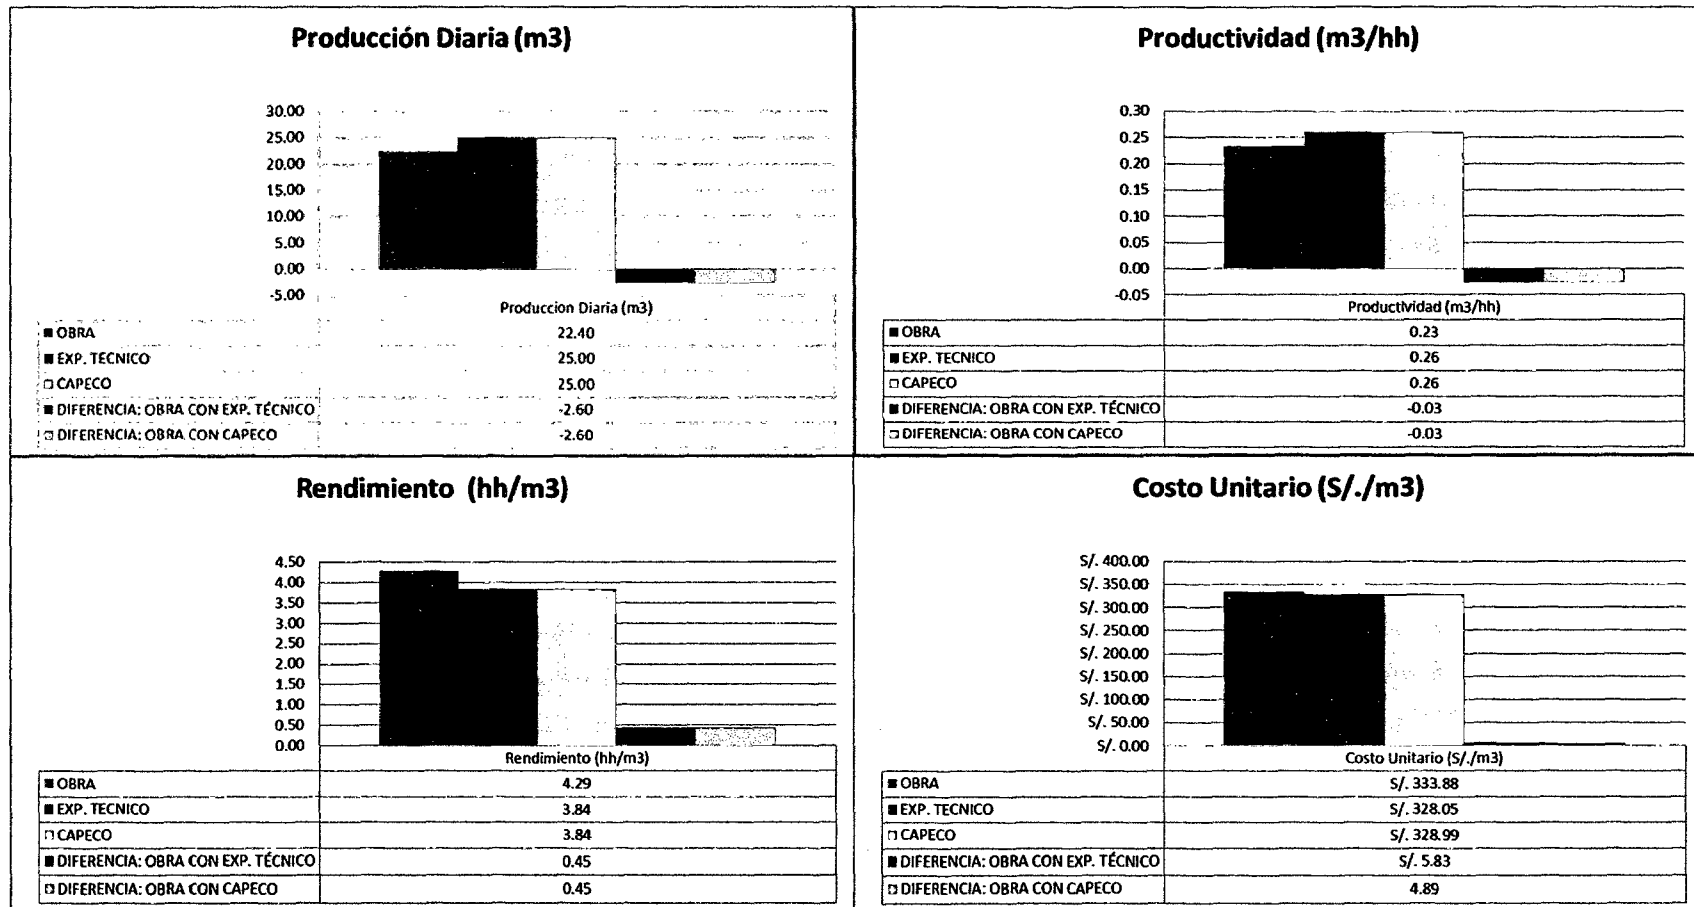 Producción Diaria (m3)
30.00
25.00
20.00
15.00
10.00
5.00
0.00
-5.00
Produccion Diaria (m3)
OBRA 22.40
EXP. TECNICO 25.00
CAPECO 25.00
DIFERENCIA: OBRA CON EXP. TÉCNICO -2.60
DIFERENCIA: OBRA CON CAPECO -2.60
Productividad (m3/hh)
0.30
0.25
0.20
0.15
0.10
0.05
0.00
-0.05
Productividad (m3/hh)
OBRA 0.23
EXP. TECNICO 0.26
CAPECO 0.26
DIFERENCIA: OBRA CON EXP. TÉCNICO -0.03
DIFERENCIA: OBRA CON CAPECO -0.03
Rendimiento (hh/m3)
4.50
4.00
3.50
3.00
2.50
2.00
1.50
1.00
0.50
0.00
Rendimiento (hh/m3)
OBRA 4.29
EXP. TECNICO 3.84
CAPECO 3.84
DIFERENCIA: OBRA CON EXP. TÉCNICO 0.45
DIFERENCIA: OBRA CON CAPECO 0.45
Costo Unitario (S/./m3)
S/. 400.00
S/. 350.00
S/. 300.00
S/. 250.00
S/. 200.00
S/. 150.00
S/. 100.00
S/. 50.00
S/. 0.00
Costo Unitario (S/./m3)
OBRA S/. 333.88
EXP. TECNICO S/. 328.05
CAPECO S/. 328.99
DIFERENCIA: OBRA CON EXP. TÉCNICO S/. 5.83
DIFERENCIA: OBRA CON CAPECO 4.89